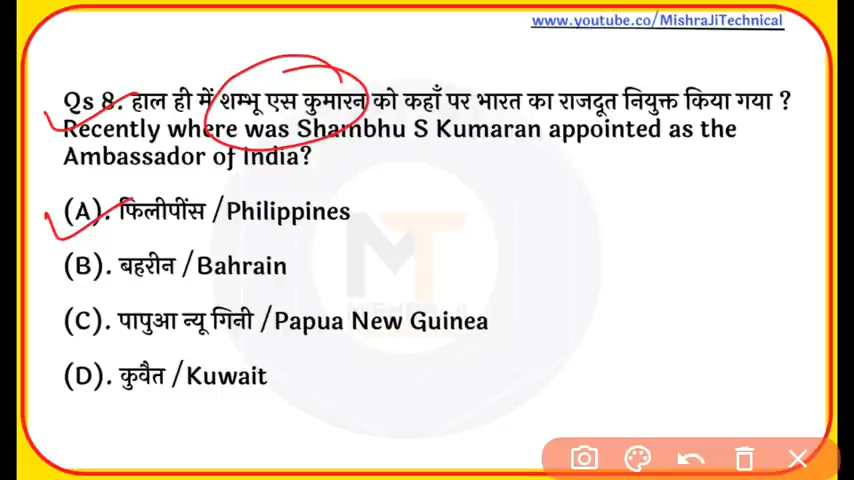 www.youtube.co/MishraJiTechnical
Qs 8. हाल ही में शम्भू एस कुमारन को कहाँ पर भारत का राजदूत नियुक्त किया गया ?
Recently where was Shambhu S Kumaran appointed as the
Ambassador of India?
(A). फिलीपींस /Philippines
(B). बहरीन /Bahrain
(C). पापुआ न्यू गिनी /Papua New Guinea
(D). कुवैत /Kuwait